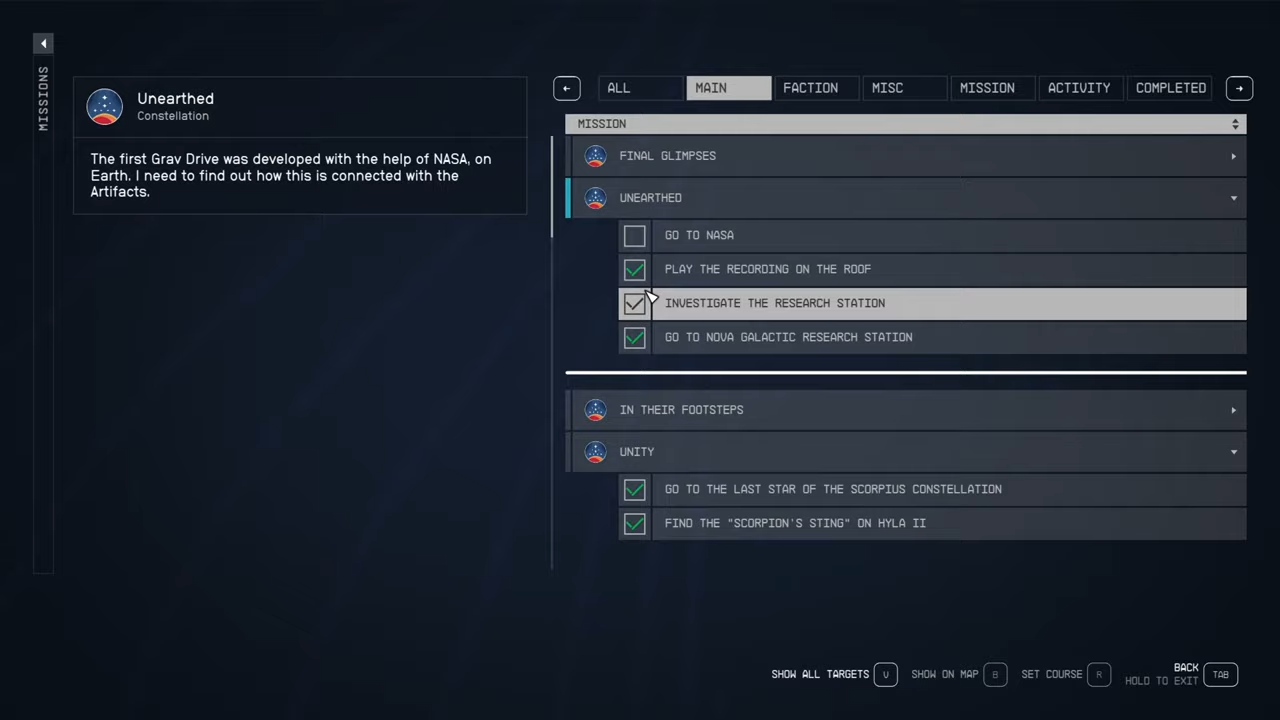 MISSIONS
Unearthed
Constellation
The first Grav Drive was developed with the help of NASA, on
Earth. I need to find out how this is connected with the
Artifacts.
ALL
MAIN
FACTION
MISC
MISSION
ACTIVITY
COMPLETED
MISSION
FINAL GLIMPSES
UNEARTHED
GO TO NASA
PLAY THE RECORDING ON THE ROOF
INVESTIGATE THE RESEARCH STATION
GO TO NOVA GALACTIC RESEARCH STATION
IN THEIR FOOTSTEPS
UNITY
GO TO THE LAST STAR OF THE SCORPIUS CONSTELLATION
FIND THE "SCORPION'S STING" ON HYLA II
SHOW ALL TARGETS V
SHOW ON MAP B
SET COURSE R
BACK
HOLD TO EXIT
TAB